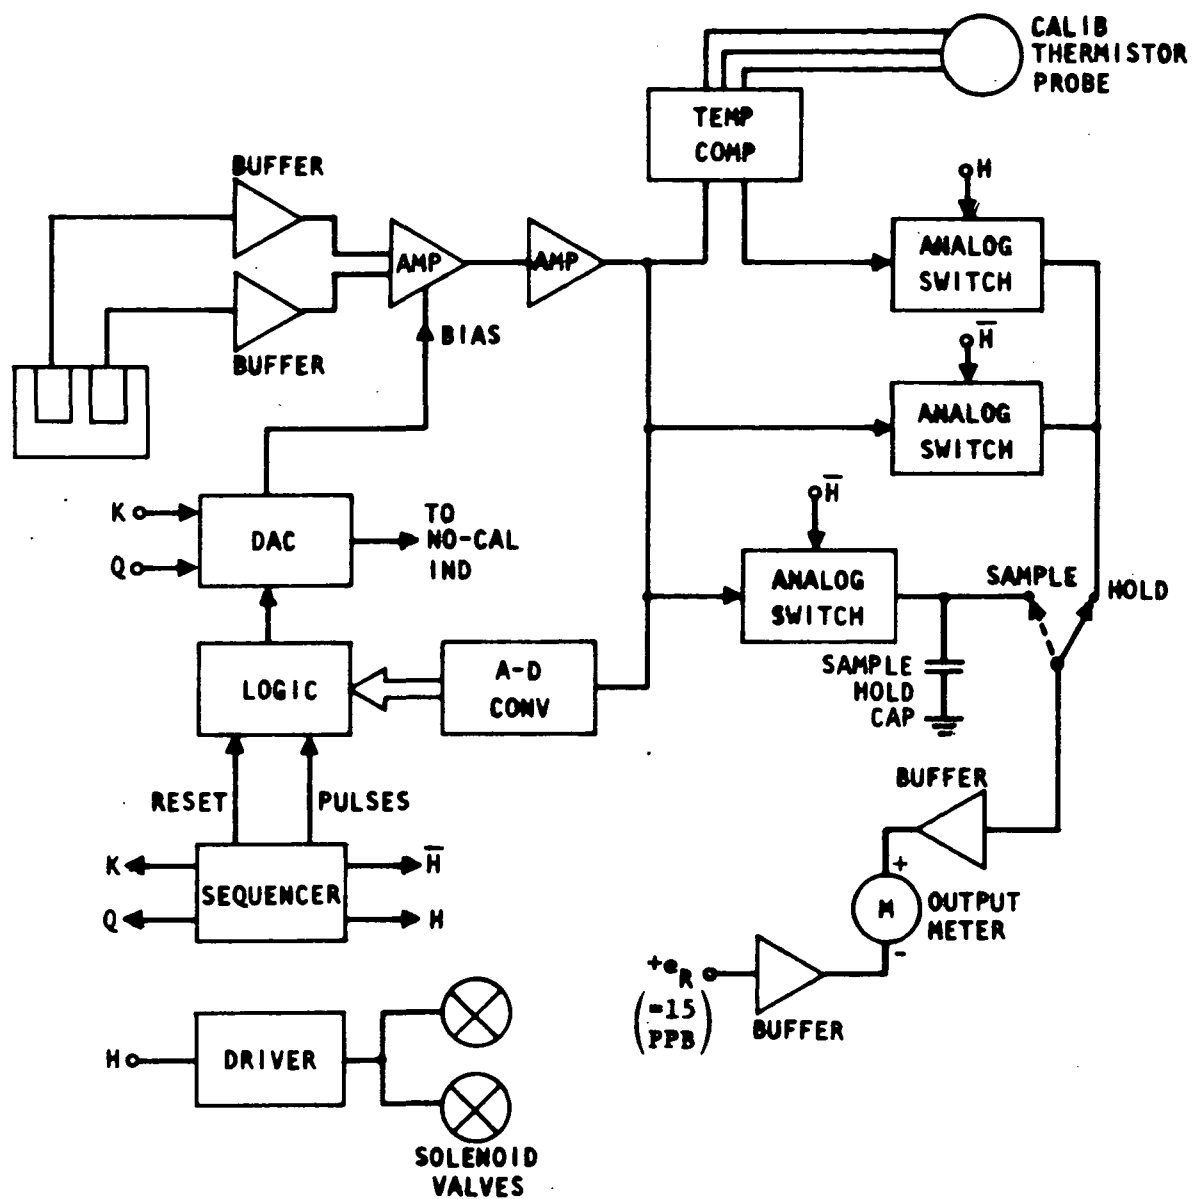 CALIB
THERMISTOR
PROBE
TEMP
COMP
BUFFER
H
ANALOG
SWITCH
AMP
AMP
BUFFER
BIAS
H̅
ANALOG
SWITCH
K
Q
DAC
TO
NO-CAL
IND
H̅
ANALOG
SWITCH
SAMPLE
HOLD
LOGIC
A-D
CONV
SAMPLE
HOLD
CAP
RESET
PULSES
BUFFER
K
Q
SEQUENCER
H̅
H
+
M
-
OUTPUT
METER
+eR
(=15
PPB)
BUFFER
H
DRIVER
SOLENOID
VALVES